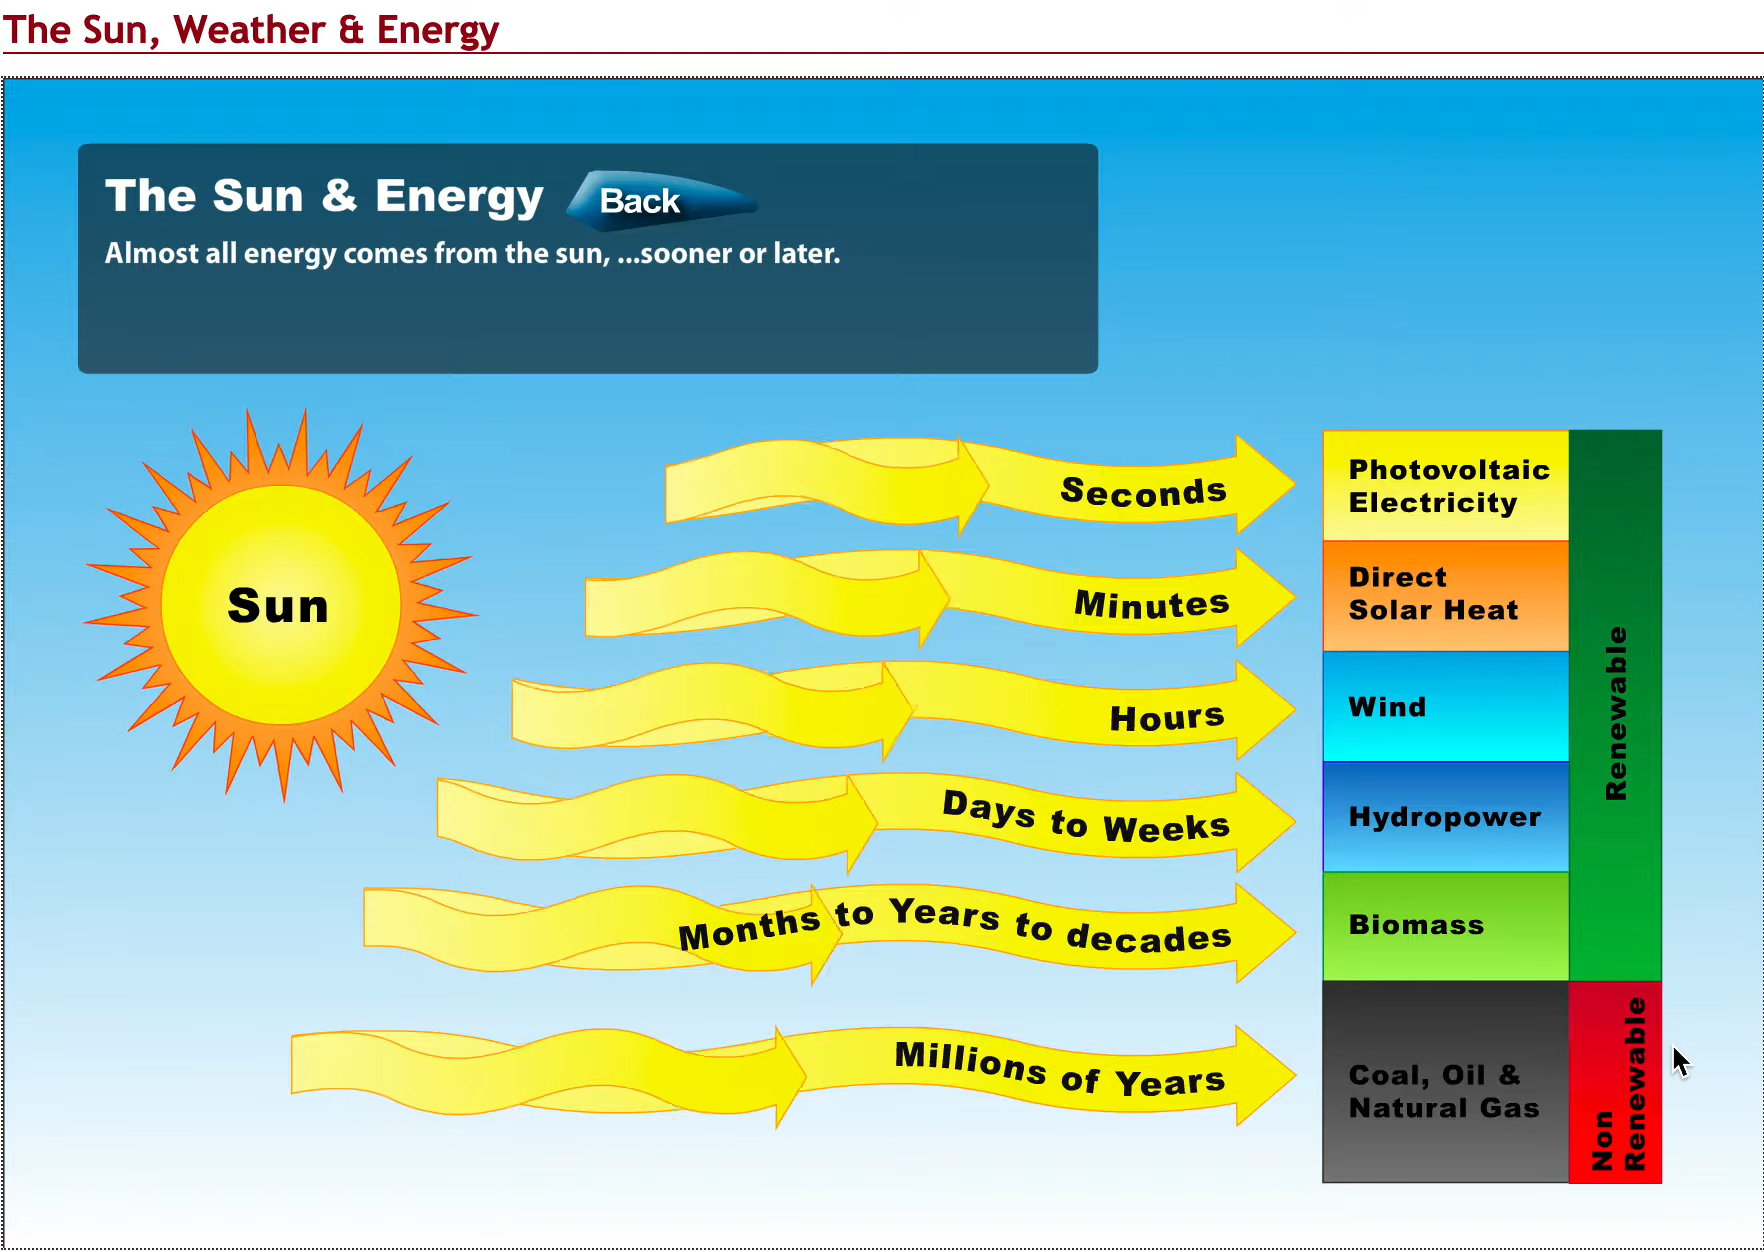 The Sun, Weather & Energy
The Sun & Energy
Back
Almost all energy comes from the sun, ...sooner or later.
Sun
Seconds
Minutes
Hours
Days to Weeks
Months to Years to decades
Millions of Years
Photovoltaic
Electricity
Direct
Solar Heat
Wind
Hydropower
Biomass
Coal, Oil &
Natural Gas
Renewable
Non
Renewable